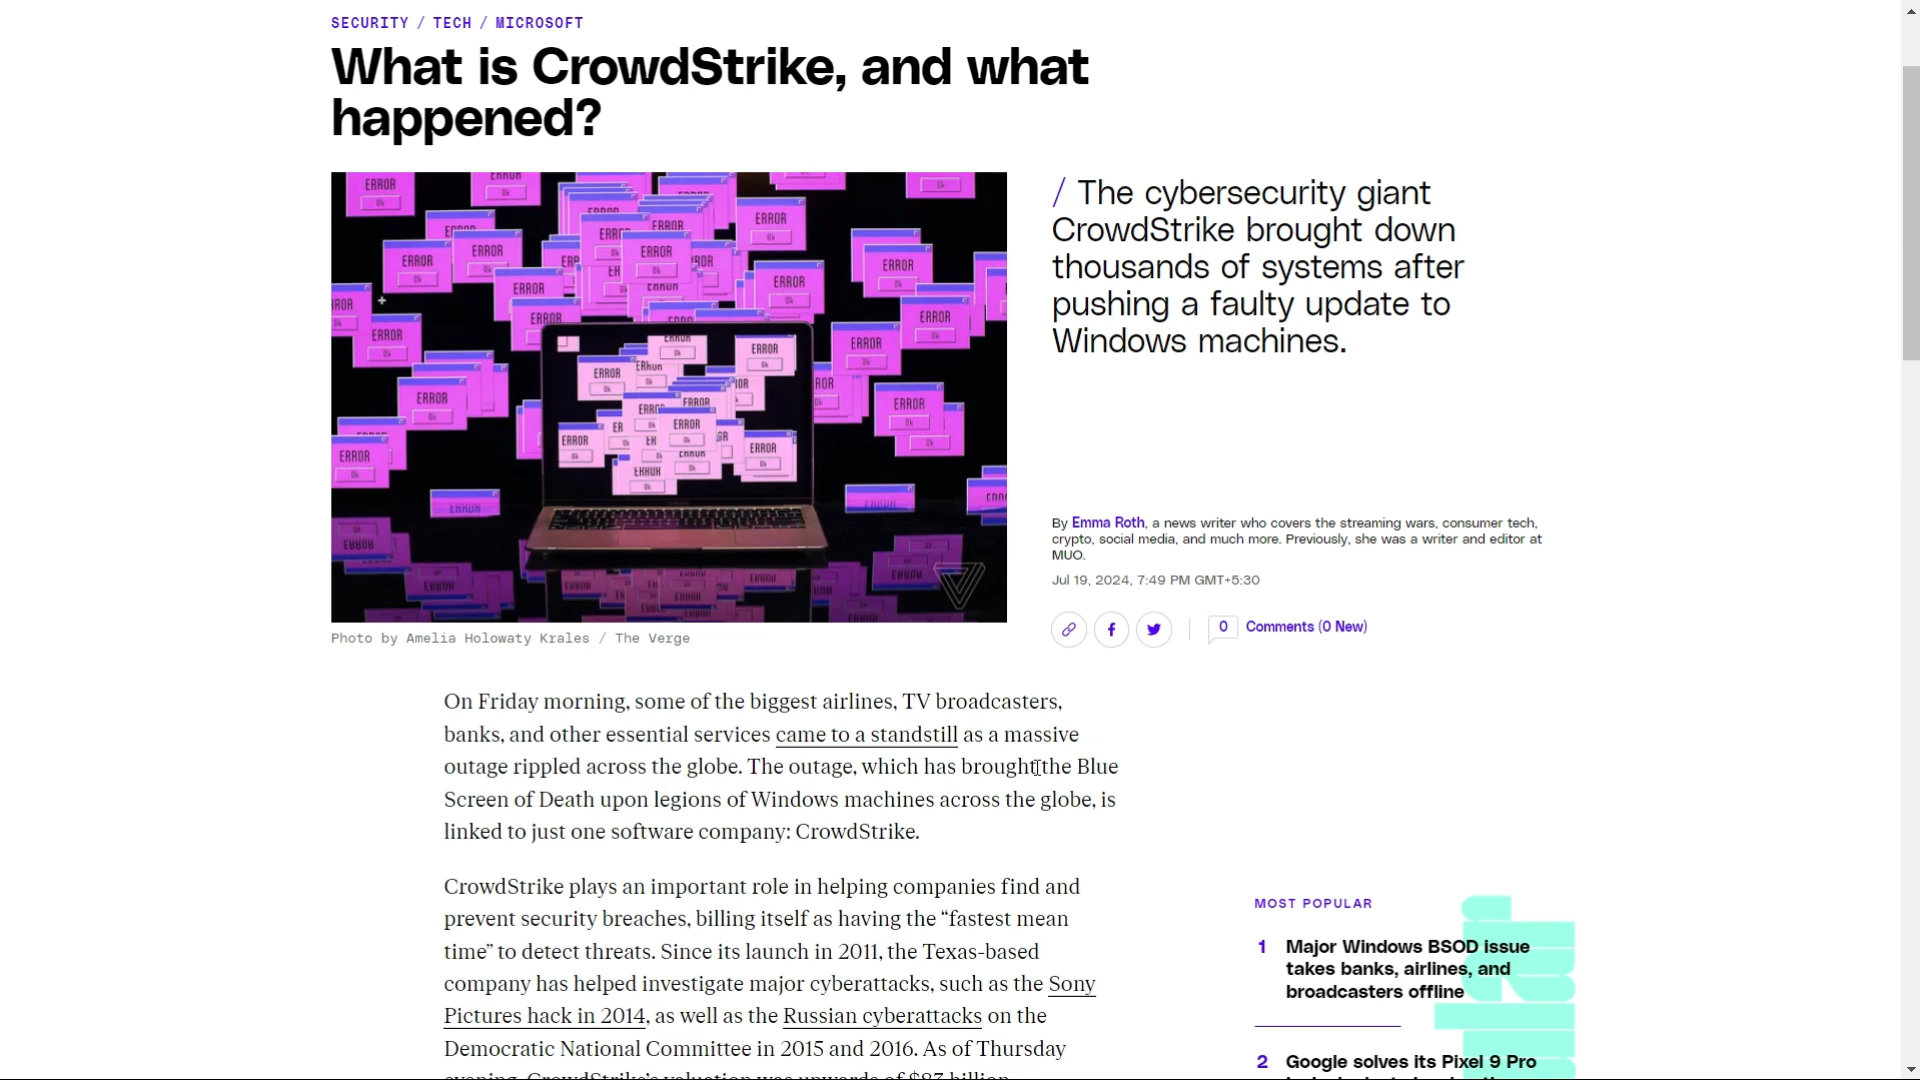 SECURITY / TECH / MICROSOFT
What is CrowdStrike, and what
happened?
/ The cybersecurity giant
CrowdStrike brought down
thousands of systems after
pushing a faulty update to
Windows machines.
By Emma Roth, a news writer who covers the streaming wars, consumer tech,
crypto, social media, and much more. Previously, she was a writer and editor at
MUO.
Jul 19, 2024, 7:49 PM GMT+5:30
0 Comments (0 New)
ERROR
Ok
Photo by Amelia Holowaty Krales / The Verge
On Friday morning, some of the biggest airlines, TV broadcasters,
banks, and other essential services came to a standstill as a massive
outage rippled across the globe. The outage, which has brought the Blue
Screen of Death upon legions of Windows machines across the globe, is
linked to just one software company: CrowdStrike.
CrowdStrike plays an important role in helping companies find and
prevent security breaches, billing itself as having the “fastest mean
time” to detect threats. Since its launch in 2011, the Texas-based
company has helped investigate major cyberattacks, such as the Sony
Pictures hack in 2014, as well as the Russian cyberattacks on the
Democratic National Committee in 2015 and 2016. As of Thursday
evening, CrowdStrike’s valuation was upwards of $83 billion.
MOST POPULAR
1 Major Windows BSOD issue
takes banks, airlines, and
broadcasters offline
2 Google solves its Pixel 9 Pro